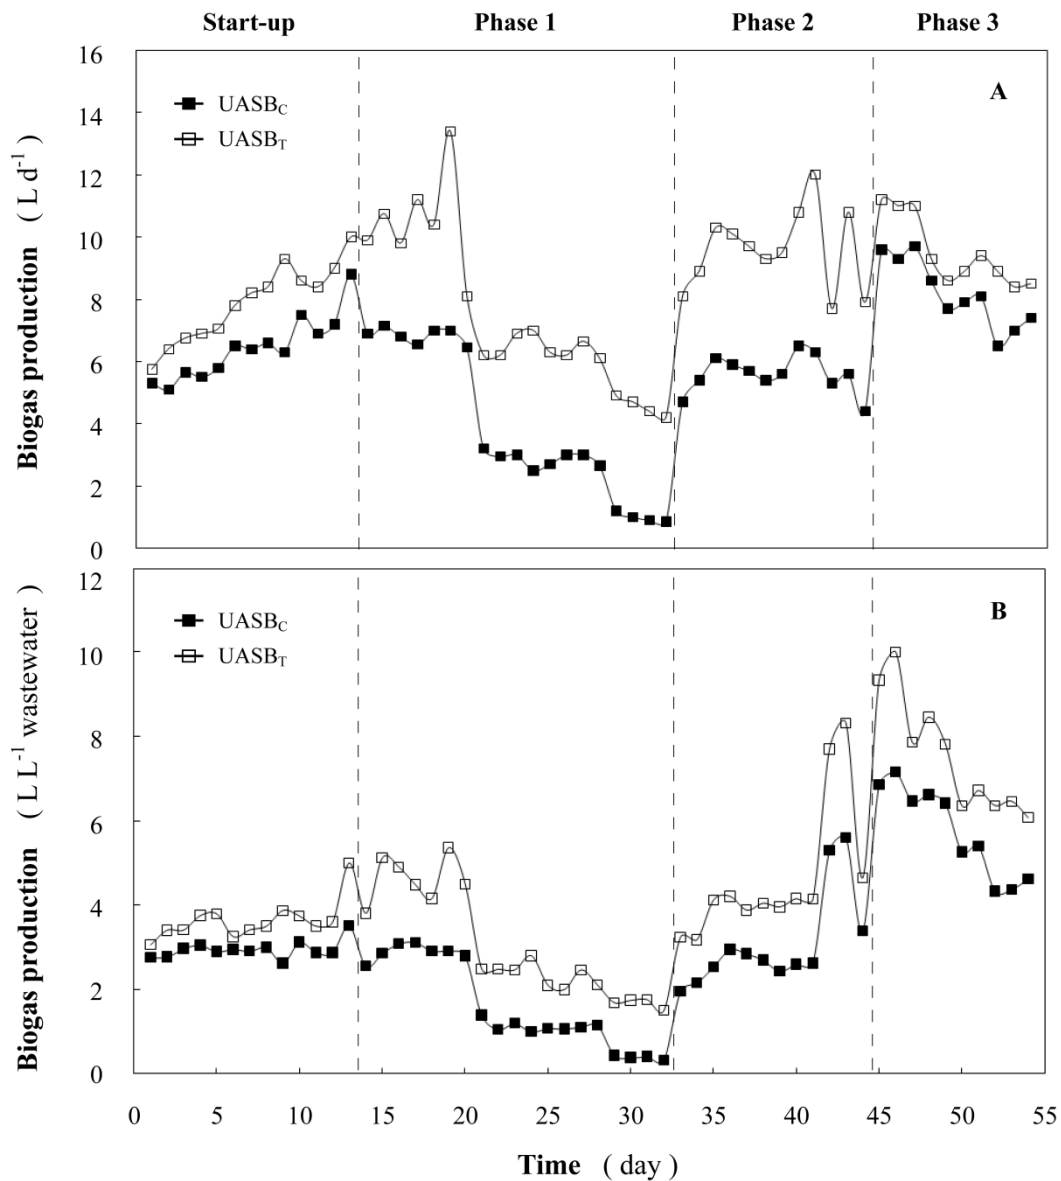 Start-up Phase 1 Phase 2 Phase 3
A
UASB_C
UASB_T
Biogas production ( L d⁻¹ )
16
14
12
10
8
6
4
2
0
B
UASB_C
UASB_T
Biogas production ( L L⁻¹ wastewater )
12
10
8
6
4
2
0
0 5 10 15 20 25 30 35 40 45 50 55
Time ( day )